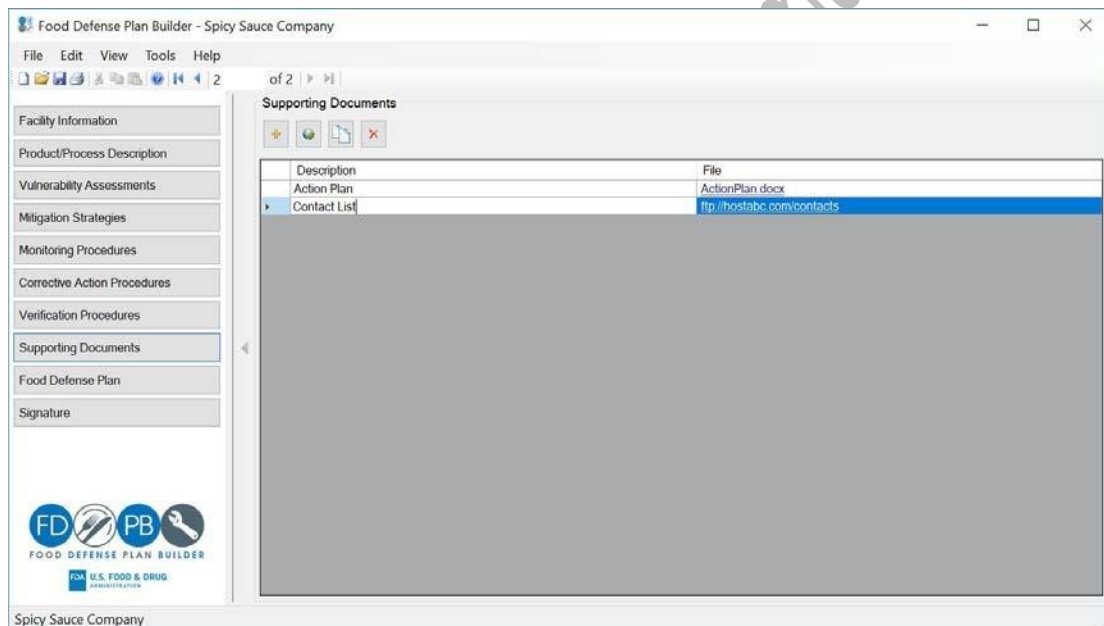 Food Defense Plan Builder - Spicy Sauce Company
File Edit View Tools Help
2 of 2
Supporting Documents
Facility Information
Product/Process Description
Vulnerability Assessments
Mitigation Strategies
Monitoring Procedures
Corrective Action Procedures
Verification Procedures
Supporting Documents
Food Defense Plan
Signature
Description File
Action Plan ActionPlan.docx
Contact List ftp://hostabc.com/contacts
FD PB
FOOD DEFENSE PLAN BUILDER
FDA U.S. FOOD & DRUG
ADMINISTRATION
Spicy Sauce Company